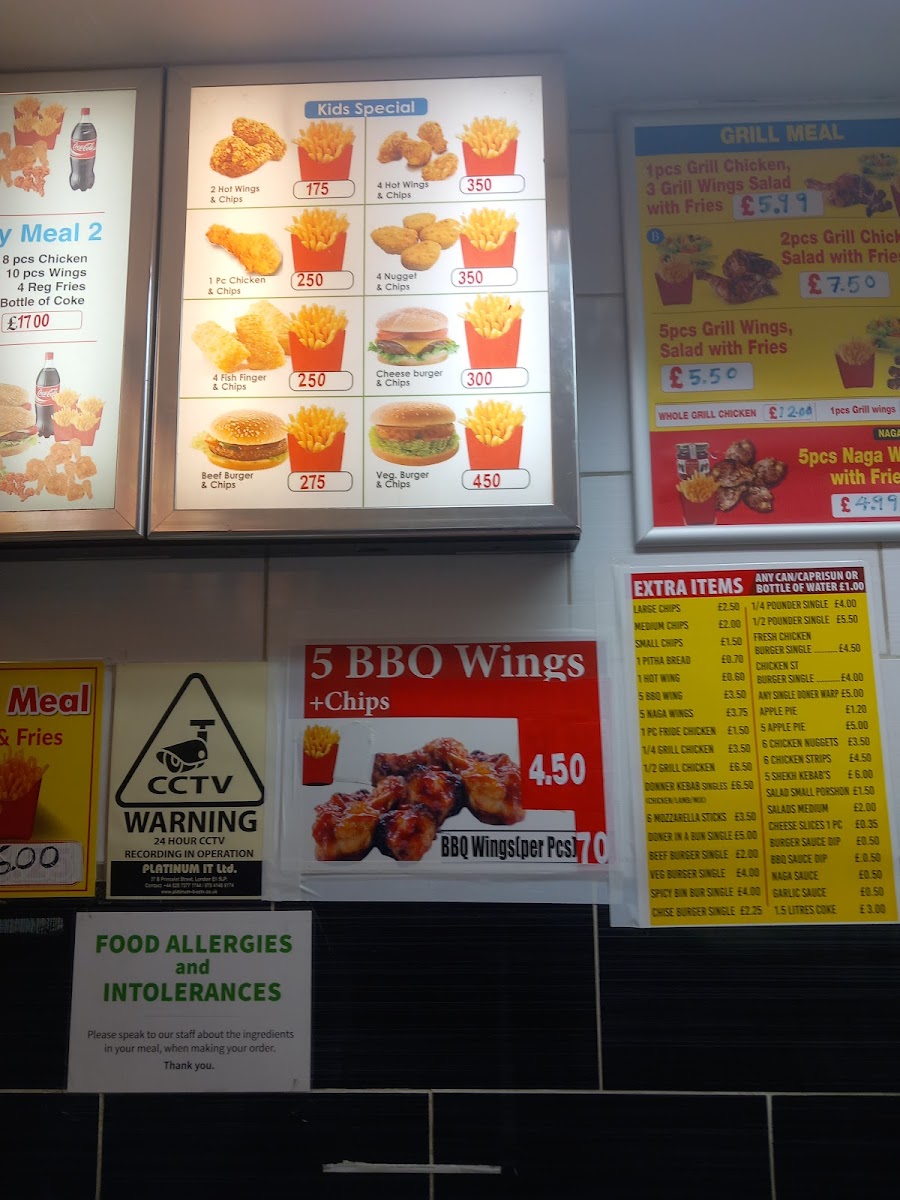 y Meal 2
8 pcs Chicken
10 pcs Wings
4 Reg Fries
Bottle of Coke
£1700
Kids Special
2 Hot Wings
& Chips
175
4 Hot Wings
& Chips
350
1 Pc Chicken
& Chips
250
4 Nugget
& Chips
350
4 Fish Finger
& Chips
250
Cheese burger
& Chips
300
Beef Burger
& Chips
275
Veg. Burger
& Chips
450
GRILL MEAL
1pcs Grill Chicken,
3 Grill Wings Salad
with Fries £5.99
B
2pcs Grill Chick
Salad with Fries
£7.50
5pcs Grill Wings,
Salad with Fries
£5.50
WHOLE GRILL CHICKEN £12.00 1pcs Grill wings
NAGA
5pcs Naga W
with Frie
£4.99
Meal
& Fries
5.00
CCTV
WARNING
24 HOUR CCTV
RECORDING IN OPERATION
PLATINUM IT Ltd.
5 BBQ Wings
+Chips
4.50
BBQ Wings(per Pcs) 70
EXTRA ITEMS
ANY CAN/CAPRISUN OR
BOTTLE OF WATER £1.00
LARGE CHIPS £2.50
MEDIUM CHIPS £2.00
SMALL CHIPS £1.50
1 PITHA BREAD £0.70
1 HOT WING £0.60
5 BBQ WING £3.50
5 NAGA WINGS £3.75
1 PC FRIDE CHICKEN £1.50
1/4 GRILL CHICKEN £3.50
1/2 GRILL CHICKEN £6.50
DONNER KEBAB SINGLES £6.50
(CHICKEN/LAMB/MIX)
6 MOZZARELLA STICKS £3.50
DONER IN A BUN SINGLE £5.00
BEEF BURGER SINGLE £2.00
VEG BURGER SINGLE £4.00
SPICY BIN BUR SINGLE £4.00
CHISE BURGER SINGLE £2.25
1/4 POUNDER SINGLE £4.00
1/2 POUNDER SINGLE £5.50
FRESH CHICKEN
BURGER SINGLE ......... £4.50
CHICKEN ST
BURGER SINGLE ......... £4.00
ANY SINGLE DONER WARP £5.00
APPLE PIE £1.20
5 APPLE PIE £5.00
6 CHICKEN NUGGETS £3.50
6 CHICKEN STRIPS £4.50
5 SHEKH KEBAB'S £ 6.00
SALAD SMALL PORSHON £1.50
SALADS MEDIUM £2.00
CHEESE SLICES 1 PC £0.35
BURGER SAUCE DIP £0.50
BBQ SAUCE DIP £.0.50
NAGA SAUCE £0.50
GARLIC SAUCE £0.50
1.5 LITRES COKE £ 3.00
FOOD ALLERGIES
and
INTOLERANCES
Please speak to our staff about the ingredients
in your meal, when making your order.
Thank you.